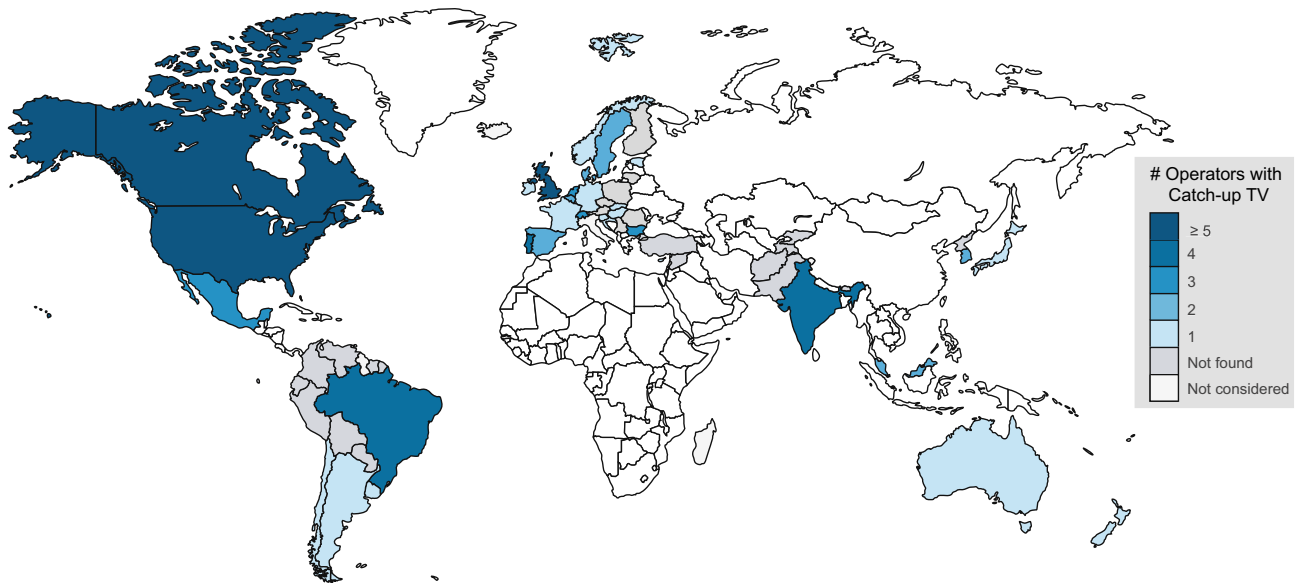 # Operators with
Catch-up TV
≥ 5
4
3
2
1
Not found
Not considered